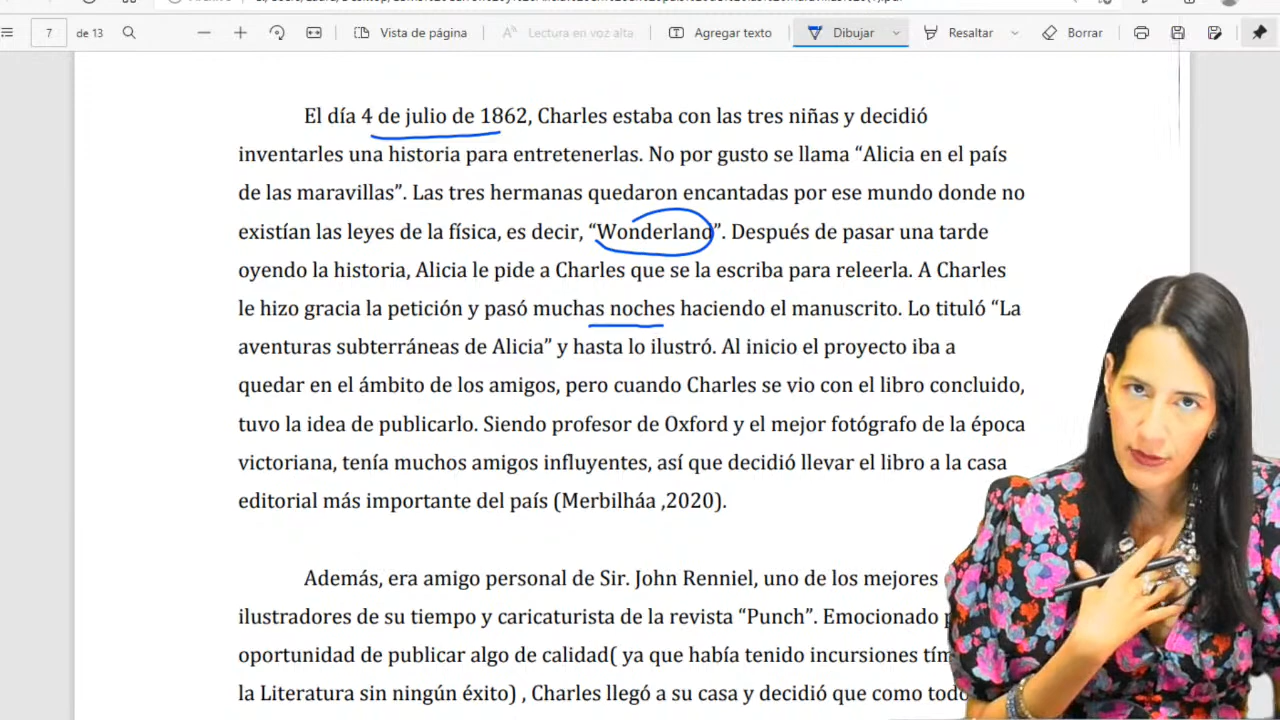 7 de 13 Vista de página Lectura en voz alta Agregar texto Dibujar Resaltar Borrar
El día 4 de julio de 1862, Charles estaba con las tres niñas y decidió
inventarles una historia para entretenerlas. No por gusto se llama “Alicia en el país
de las maravillas”. Las tres hermanas quedaron encantadas por ese mundo donde no
existían las leyes de la física, es decir, “Wonderland”. Después de pasar una tarde
oyendo la historia, Alicia le pide a Charles que se la escriba para releerla. A Charles
le hizo gracia la petición y pasó muchas noches haciendo el manuscrito. Lo tituló “La
aventuras subterráneas de Alicia” y hasta lo ilustró. Al inicio el proyecto iba a
quedar en el ámbito de los amigos, pero cuando Charles se vio con el libro concluido,
tuvo la idea de publicarlo. Siendo profesor de Oxford y el mejor fotógrafo de la época
victoriana, tenía muchos amigos influyentes, así que decidió llevar el libro a la casa
editorial más importante del país (Merbilháa ,2020).
Además, era amigo personal de Sir. John Renniel, uno de los mejores
ilustradores de su tiempo y caricaturista de la revista “Punch”. Emocionado
oportunidad de publicar algo de calidad( ya que había tenido incursiones
la Literatura sin ningún éxito) , Charles llegó a su casa y decidió que como